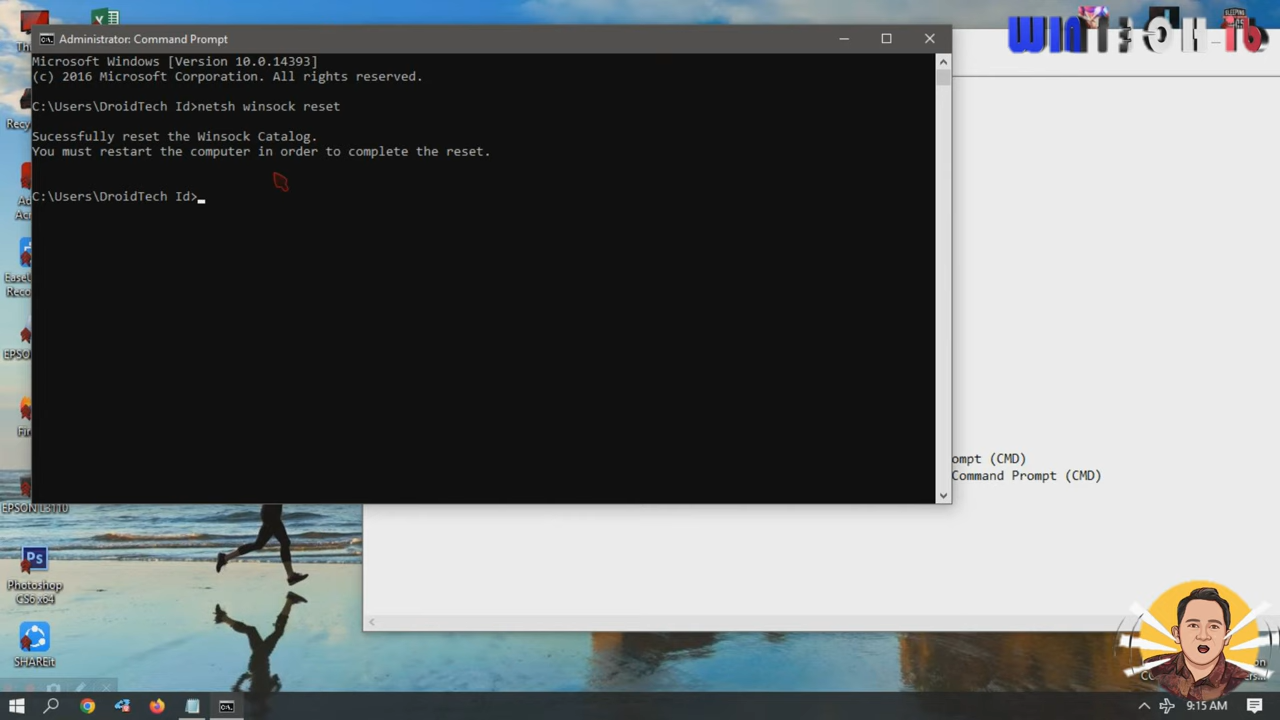 Administrator: Command Prompt
Microsoft Windows [Version 10.0.14393]
(c) 2016 Microsoft Corporation. All rights reserved.
C:\Users\DroidTech Id>netsh winsock reset
Sucessfully reset the Winsock Catalog.
You must restart the computer in order to complete the reset.
C:\Users\DroidTech Id>
ompt (CMD)
Command Prompt (CMD)
EPSON L3110
Ps
Photoshop
CS6 x64
SHAREit
9:15 AM